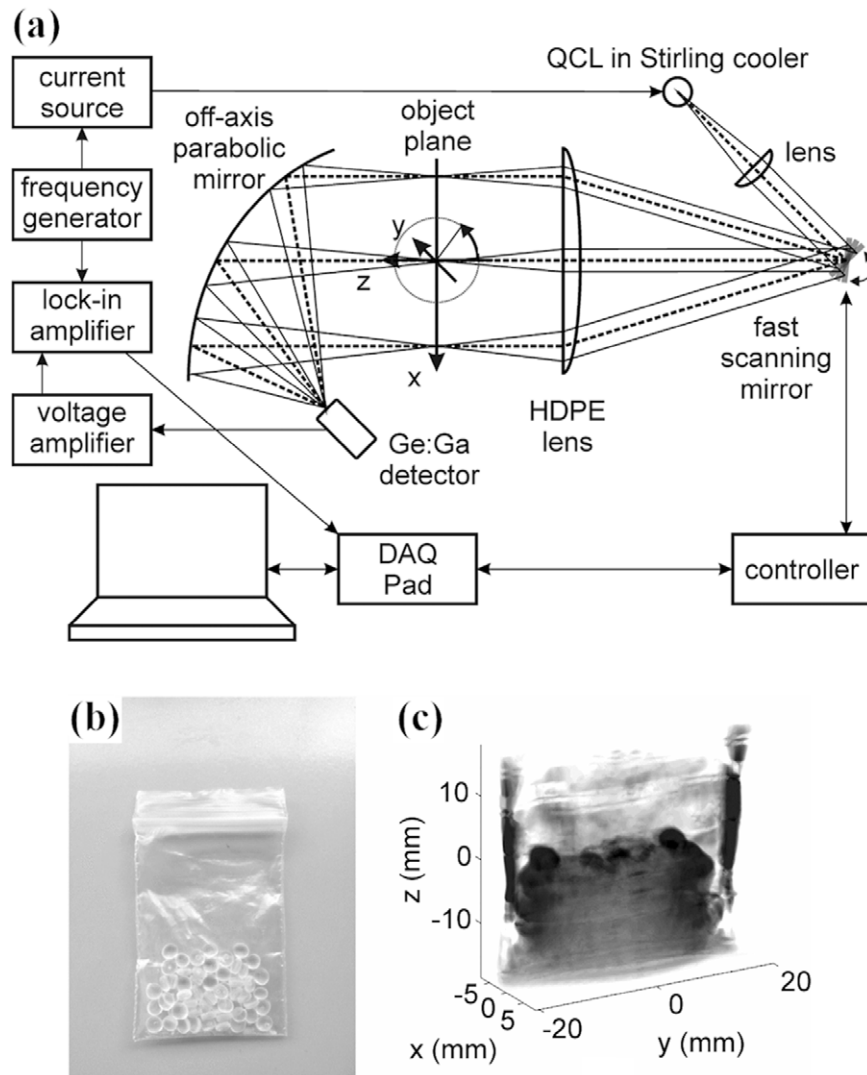 (a)
current
source
frequency
generator
lock-in
amplifier
voltage
amplifier
off-axis
parabolic
mirror
object
plane
y
z
x
Ge:Ga
detector
HDPE
lens
QCL in Stirling cooler
lens
fast
scanning
mirror
DAQ
Pad
controller
(b)
(c)
z (mm)
10
0
-10
-5
0
5
x (mm)
-20
0
20
y (mm)